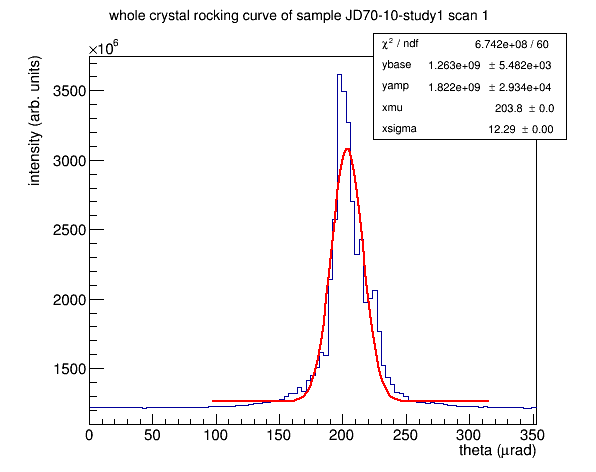 whole crystal rocking curve of sample JD70-10-study1 scan 1
×10⁶
χ² / ndf 6.742e+08 / 60
ybase 1.263e+09 ± 5.482e+03
yamp 1.822e+09 ± 2.934e+04
xmu 203.8 ± 0.0
xsigma 12.29 ± 0.00
intensity (arb. units)
3500
3000
2500
2000
1500
0 50 100 150 200 250 300 350
theta (μrad)